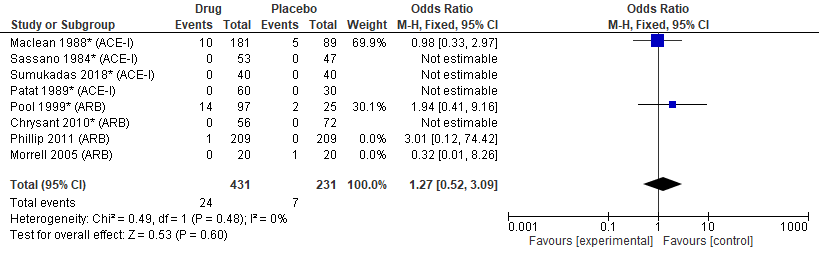 Drug Placebo Odds Ratio Odds Ratio
Study or Subgroup Events Total Events Total Weight M-H, Fixed, 95% CI M-H, Fixed, 95% CI
Maclean 1988* (ACE-I) 10 181 5 89 69.9% 0.98 [0.33, 2.97]
Sassano 1984* (ACE-I) 0 53 0 47 Not estimable
Sumukadas 2018* (ACE-I) 0 40 0 40 Not estimable
Patat 1989* (ACE-I) 0 60 0 30 Not estimable
Pool 1999* (ARB) 14 97 2 25 30.1% 1.94 [0.41, 9.16]
Chrysant 2010* (ARB) 0 56 0 72 Not estimable
Phillip 2011 (ARB) 1 209 0 209 0.0% 3.01 [0.12, 74.42]
Morrell 2005 (ARB) 0 20 1 20 0.0% 0.32 [0.01, 8.26]
Total (95% CI) 431 231 100.0% 1.27 [0.52, 3.09]
Total events 24 7
Heterogeneity: Chi² = 0.49, df = 1 (P = 0.48); I² = 0%
Test for overall effect: Z = 0.53 (P = 0.60)
0.001 0.1 1 10 1000
Favours [experimental] Favours [control]